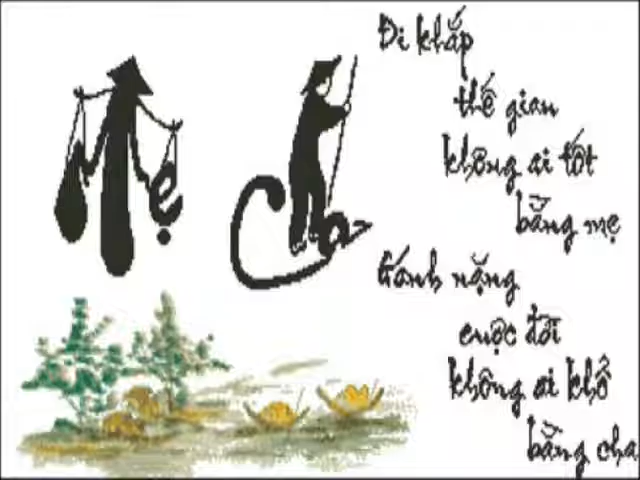 Mẹ Cha
Đi khắp
thế gian
không ai tốt
bằng mẹ
Gánh nặng
cuộc đời
không ai khổ
bằng cha